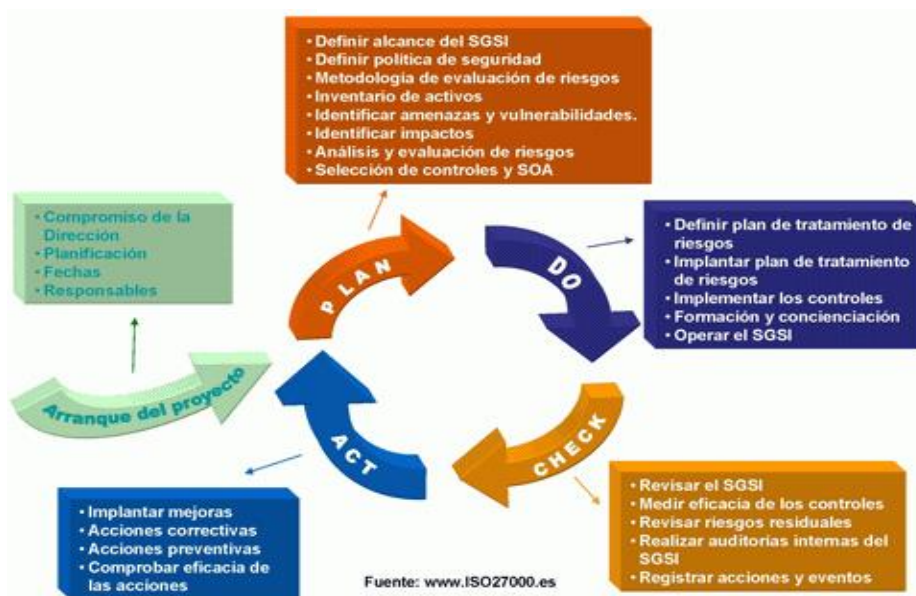 • Definir alcance del SGSI
• Definir política de seguridad
• Metodología de evaluación de riesgos
• Inventario de activos
• Identificar amenazas y vulnerabilidades.
• Identificar impactos
• Análisis y evaluación de riesgos
• Selección de controles y SOA
• Compromiso de la
Dirección
• Planificación
• Fechas
• Responsables
Arranque del proyecto
PLAN
DO
• Definir plan de tratamiento de
riesgos
• Implantar plan de tratamiento
de riesgos
• Implementar los controles
• Formación y concienciación
• Operar el SGSI
CHECK
• Revisar el SGSI
• Medir eficacia de los controles
• Revisar riesgos residuales
• Realizar auditorías internas del
SGSI
• Registrar acciones y eventos
ACT
• Implantar mejoras
• Acciones correctivas
• Acciones preventivas
• Comprobar eficacia de
las acciones
Fuente: www.ISO27000.es